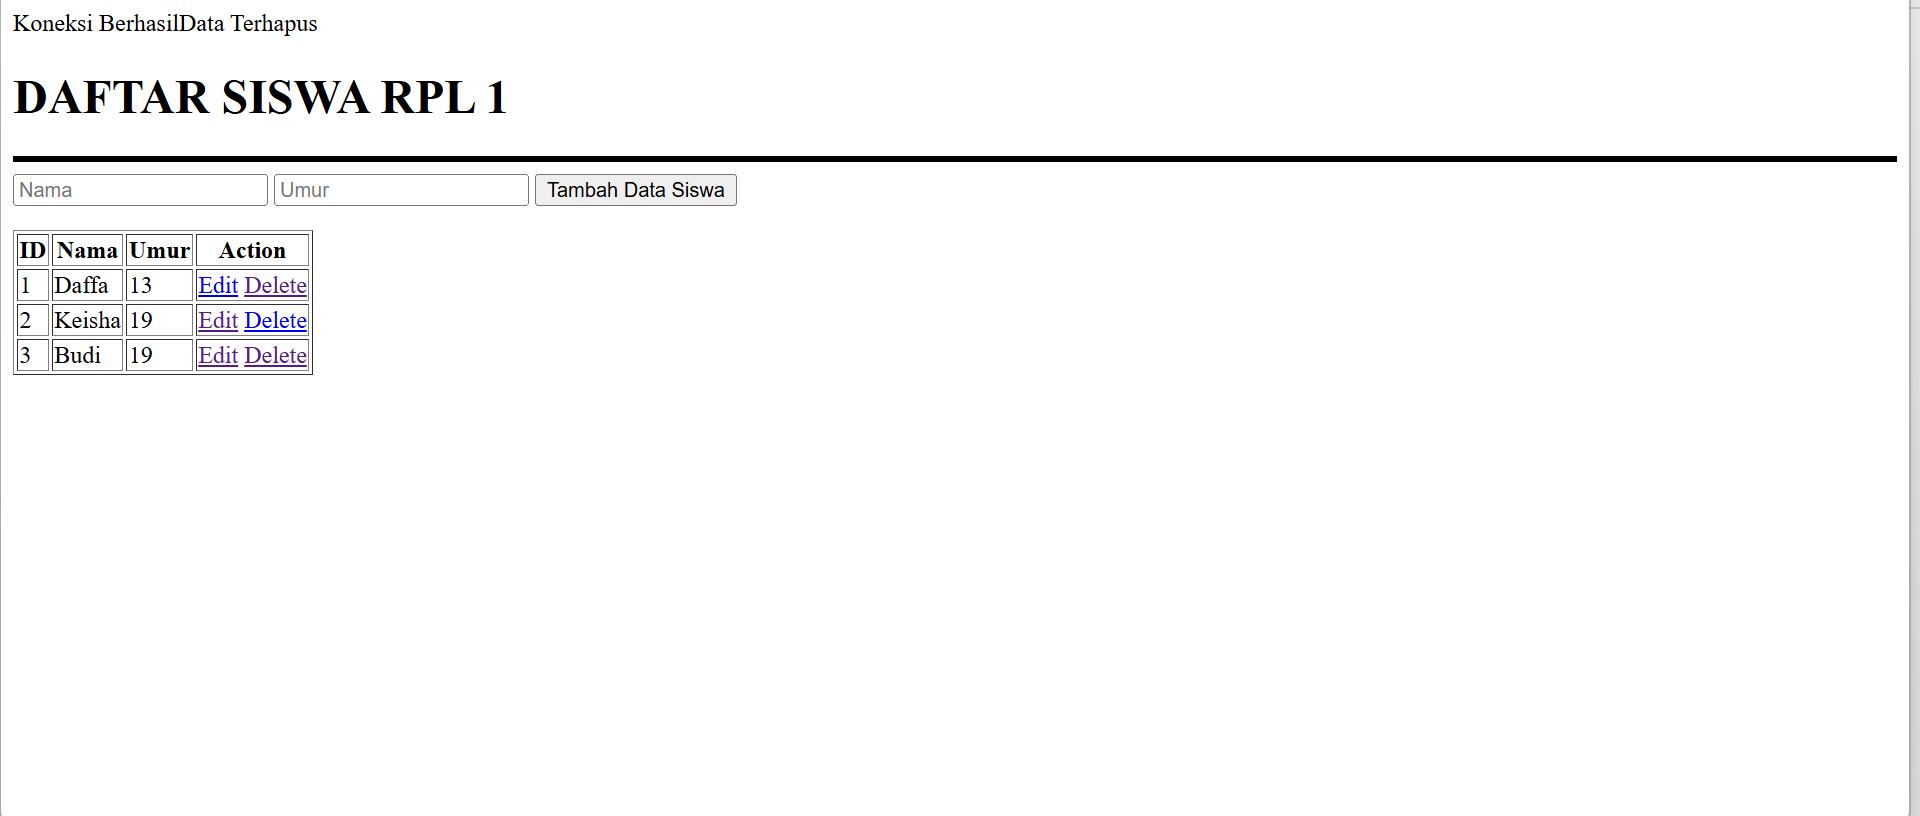 Koneksi BerhasilData Terhapus
DAFTAR SISWA RPL 1
Nama Umur Tambah Data Siswa
ID Nama Umur Action
1 Daffa 13 Edit Delete
2 Keisha 19 Edit Delete
3 Budi 19 Edit Delete